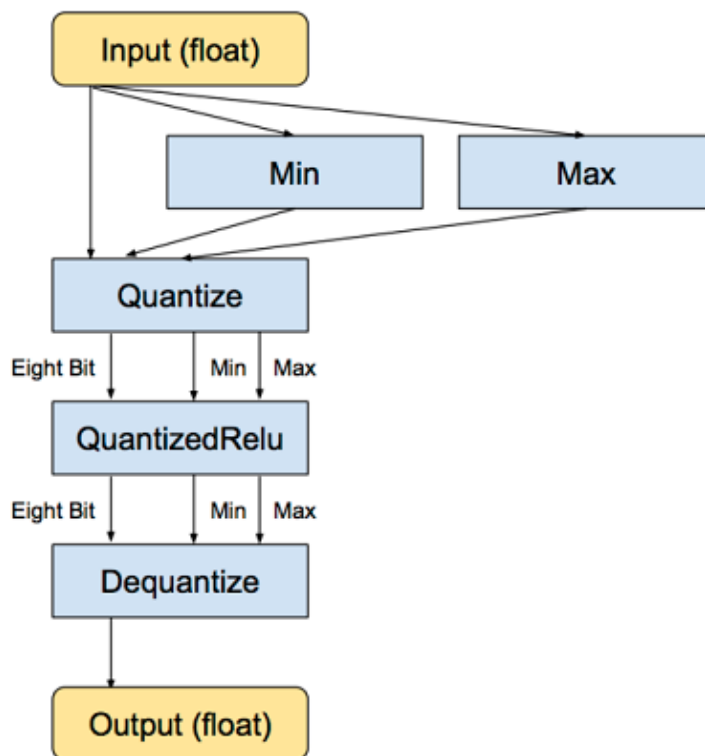 Input (float)
Min
Max
Quantize
Eight Bit
Min
Max
QuantizedRelu
Eight Bit
Min
Max
Dequantize
Output (float)